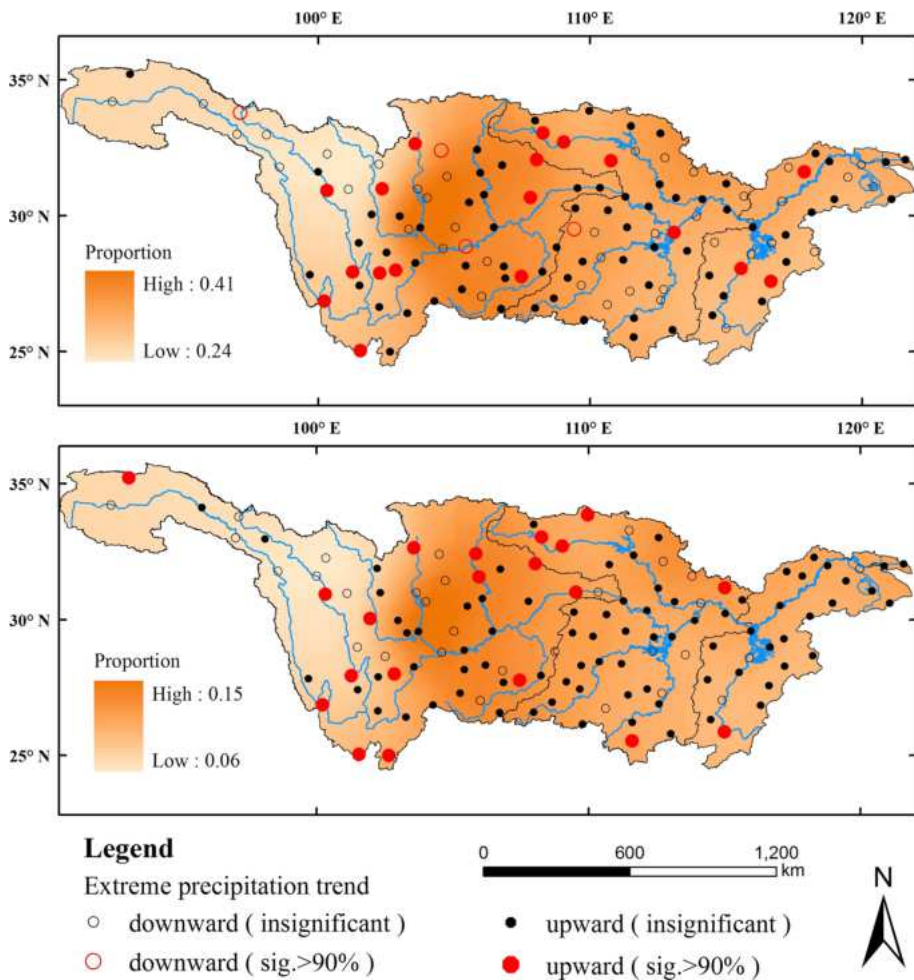 100° E 110° E 120° E
35° N
30° N
Proportion
High : 0.41
Low : 0.24
25° N
100° E 110° E 120° E
35° N
30° N
Proportion
High : 0.15
Low : 0.06
25° N
Legend
Extreme precipitation trend
0 600 1,200
km
N
downward ( insignificant ) upward ( insignificant )
downward ( sig.>90% ) upward ( sig.>90% )